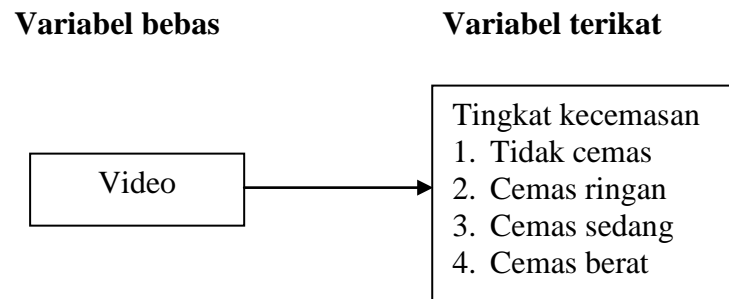 Variabel bebas
Variabel terikat
Video
Tingkat kecemasan
1. Tidak cemas
2. Cemas ringan
3. Cemas sedang
4. Cemas berat